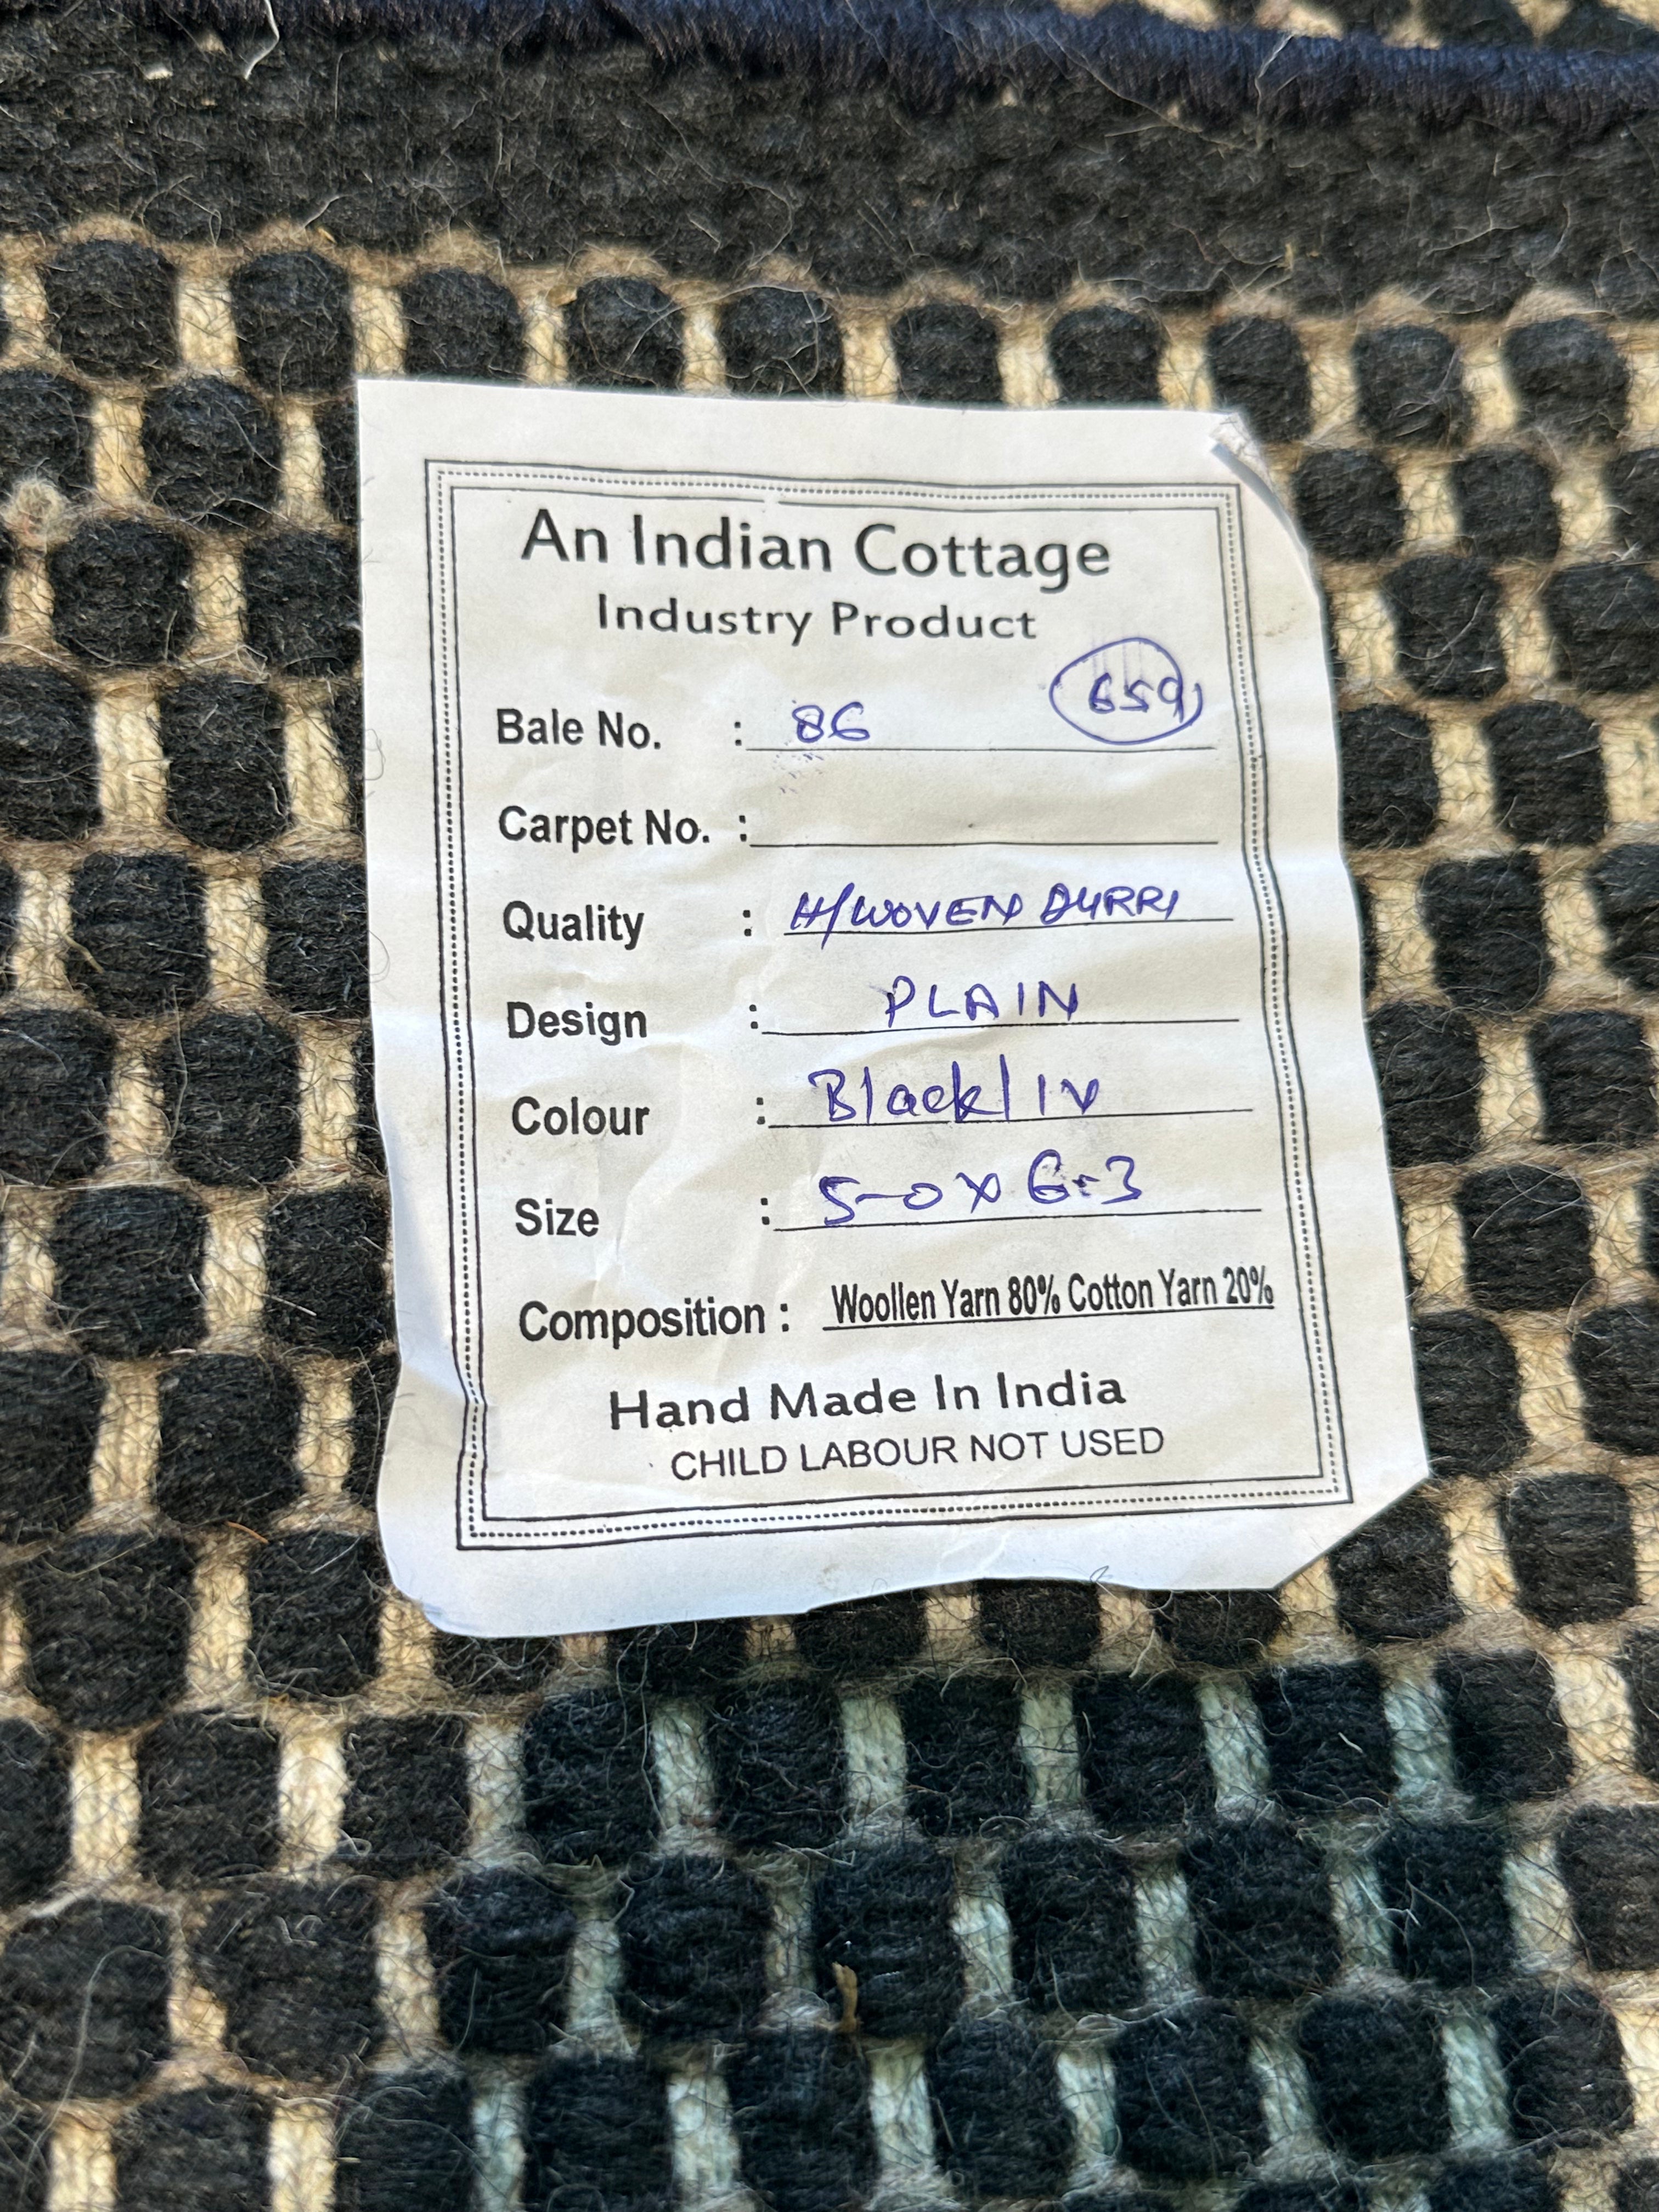 An Indian Cottage
Industry Product
659
Bale No. : 86
Carpet No. :
Quality : H/WOVEN DURRI
Design : PLAIN
Colour : Black/IV
Size : 5-0 x 6-3
Composition : Woollen Yarn 80% Cotton Yarn 20%
Hand Made In India
CHILD LABOUR NOT USED